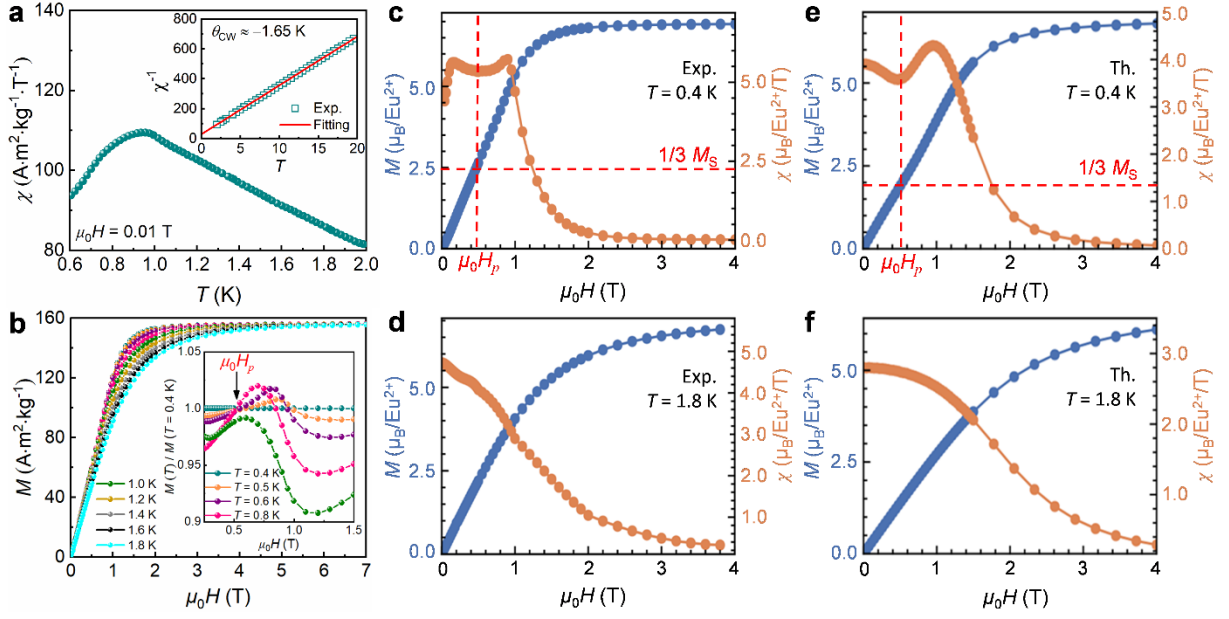 a
χ (A·m²·kg⁻¹·T⁻¹)
140
120
100
80
0.6 0.8 1.0 1.2 1.4 1.6 1.8 2.0
T (K)
μ₀H = 0.01 T
θCW ≈ −1.65 K
χ⁻¹
800
600
400
200
0
0 5 10 15 20
T
Exp.
Fitting
b
M (A·m²·kg⁻¹)
160
120
80
40
0
0 1 2 3 4 5 6 7
μ₀H (T)
1.0 K
1.2 K
1.4 K
1.6 K
1.8 K
μ₀Hp
M (T) / M (T = 0.4 K)
1.05
1.00
0.95
0.9
0.5 1.0 1.5
μ₀H (T)
T = 0.4 K
T = 0.5 K
T = 0.6 K
T = 0.8 K
c
M (μB/Eu²⁺)
5.0
2.5
0.0
Exp.
T = 0.4 K
1/3 MS
χ (μB/Eu²⁺/T)
5.0
4.0
3.0
2.0
1.0
0.0
0 μ₀Hp 1 2 3 4
μ₀H (T)
d
M (μB/Eu²⁺)
5.0
2.5
0.0
Exp.
T = 1.8 K
χ (μB/Eu²⁺/T)
5.0
4.0
3.0
2.0
1.0
0 1 2 3 4
μ₀H (T)
e
M (μB/Eu²⁺)
5.0
2.5
0.0
Th.
T = 0.4 K
1/3 MS
χ (μB/Eu²⁺/T)
5.0
4.0
3.0
2.0
1.0
0.0
0 μ₀Hp 1 2 3 4
μ₀H (T)
f
M (μB/Eu²⁺)
5.0
2.5
0.0
Th.
T = 1.8 K
χ (μB/Eu²⁺/T)
3.0
2.0
1.0
0 1 2 3 4
μ₀H (T)